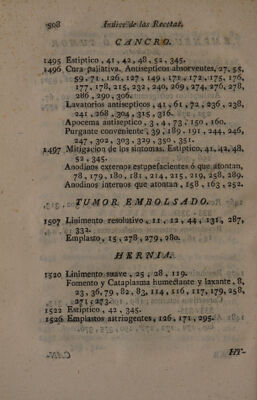 508 Indice de las Recetas.
CANCRO.
1495 Estiptico, 41, 42, 48, 52, 345.
1496 Cura paliativa. Antisepticos absorventes, 27, 55,
59, 71, 126, 127, 149, 171, 172, 175, 176,
177, 178, 215, 232, 240, 269, 274, 276, 278,
286, 290, 306.
Lavatorios antisepticos, 41, 61, 72, 236, 238,
241, 268, 304, 315, 316.
Apocema antiseptico, 3, 4, 73, 150, 160.
Purgante conveniente, 39, 189, 191, 244, 246,
247, 302, 303, 329, 350, 351.
1497 Mitigacion de los sintomas. Estiptico, 41, 42, 48,
52, 345.
Anodinos externos estupefacientes ó que atontan,
78, 179, 180, 181, 214, 215, 219, 258, 289.
Anodinos internos que atontan, 158, 163, 252.
TUMOR EMBOLSADO.
1507 Linimento resolutivo, 11, 12, 44, 131, 287,
332.
Emplasto, 15, 278, 279, 280.
HERNIA.
1520 Linimento suave, 25, 28, 119.
Fomento y Cataplasma humectante y laxante, 8,
23, 36, 79, 82, 83, 114, 116, 117, 179, 258,
271, 273.
1522 Estiptico, 42, 345.
1526 Emplastos astringentes, 126, 171, 295.
HY-